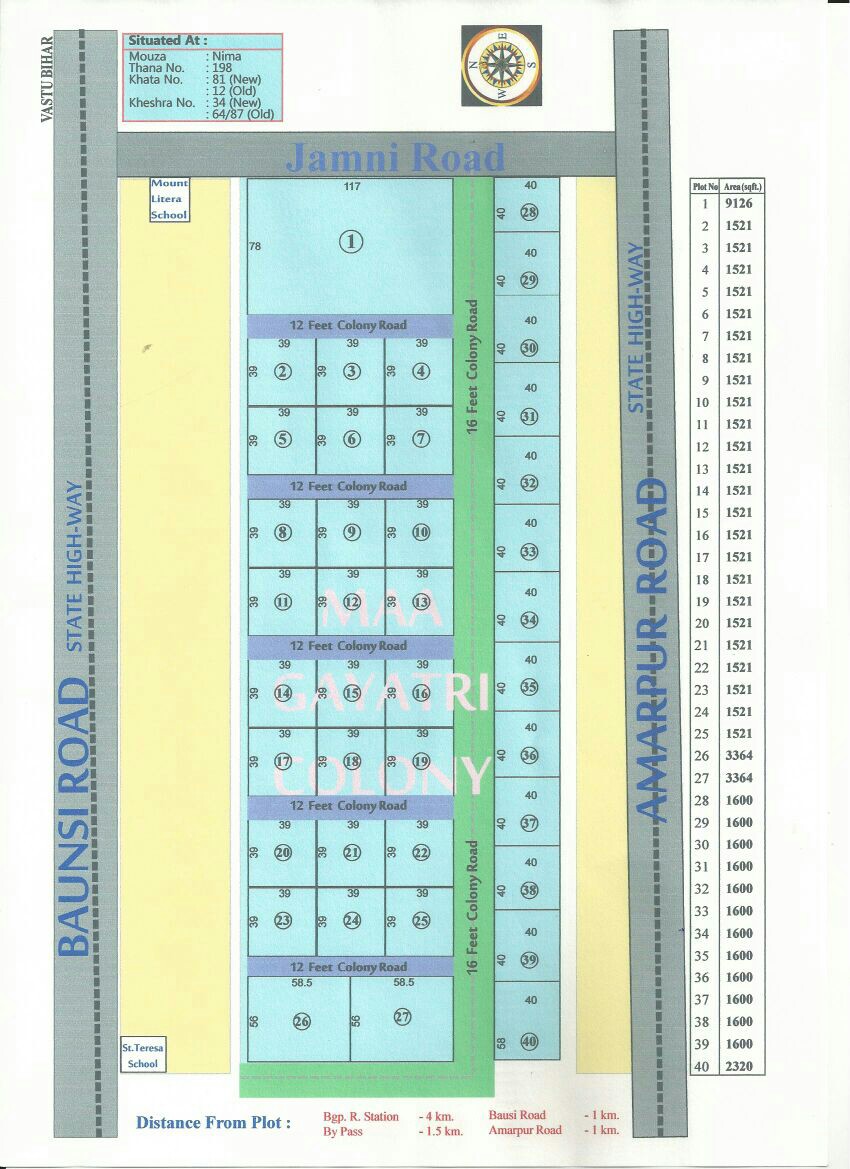 VASTU BIHAR
Situated At :
Mouza : Nima
Thana No. : 198
Khata No. : 81 (New)
: 12 (Old)
Kheshra No. : 34 (New)
: 64/87 (Old)
N E S W
Jamni Road
Mount
Litera
School
BAUNSI ROAD STATE HIGH-WAY
AMARPUR ROAD STATE HIGH-WAY
117
78 1
12 Feet Colony Road
39 39 39
39 2 39 3 39 4
39 39 39
39 5 39 6 39 7
12 Feet Colony Road
39 39 39
39 8 39 9 39 10
39 39 39
39 11 39 12 39 13
12 Feet Colony Road
39 39 39
39 14 39 15 39 16
39 17 39 18 39 19
12 Feet Colony Road
39 39 39
39 20 39 21 39 22
39 39 39
39 23 39 24 39 25
12 Feet Colony Road
58.5 58.5
56 26 56 27
MAA
GAYATRI
COLONY
16 Feet Colony Road
16 Feet Colony Road
40
40 28
40
40 29
40
40 30
40
40 31
40
40 32
40
40 33
40
40 34
40
40 35
40
40 36
40
40 37
40
40 38
40
40 39
40
58 40
St.Teresa
School
Plot No Area (sqft.)
1 9126
2 1521
3 1521
4 1521
5 1521
6 1521
7 1521
8 1521
9 1521
10 1521
11 1521
12 1521
13 1521
14 1521
15 1521
16 1521
17 1521
18 1521
19 1521
20 1521
21 1521
22 1521
23 1521
24 1521
25 1521
26 3364
27 3364
28 1600
29 1600
30 1600
31 1600
32 1600
33 1600
34 1600
35 1600
36 1600
37 1600
38 1600
39 1600
40 2320
Distance From Plot :
Bgp. R. Station - 4 km. Bausi Road - 1 km.
By Pass - 1.5 km. Amarpur Road - 1 km.